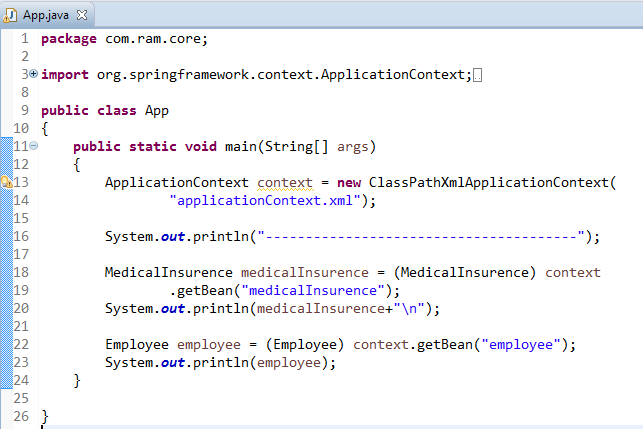 App.java
1 package com.ram.core;
2
3 import org.springframework.context.ApplicationContext;
8
9 public class App
10 {
11     public static void main(String[] args)
12     {
13         ApplicationContext context = new ClassPathXmlApplicationContext(
14                 "applicationContext.xml");
15
16         System.out.println("---------------------------------------");
17
18         MedicalInsurence medicalInsurence = (MedicalInsurence) context
19                 .getBean("medicalInsurence");
20         System.out.println(medicalInsurence+"\n");
21
22         Employee employee = (Employee) context.getBean("employee");
23         System.out.println(employee);
24     }
25
26 }